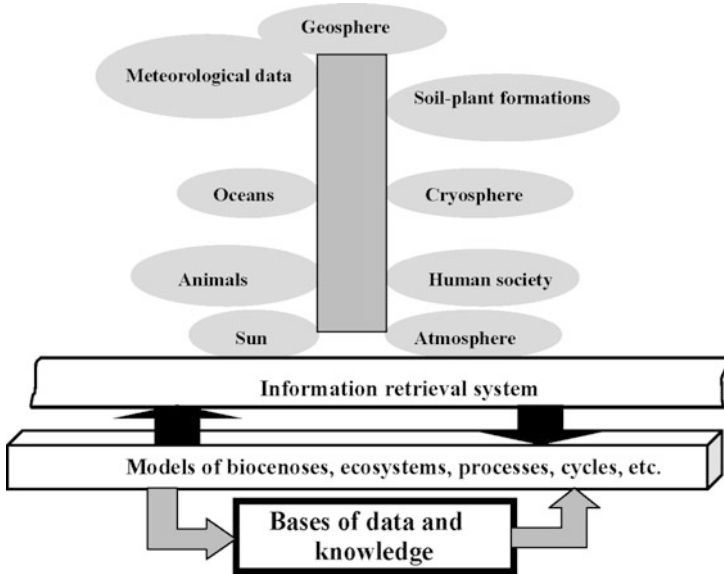 Geosphere
Meteorological data
Soil-plant formations
Oceans
Cryosphere
Animals
Human society
Sun
Atmosphere
Information retrieval system
Models of biocenoses, ecosystems, processes, cycles, etc.
Bases of data and
knowledge